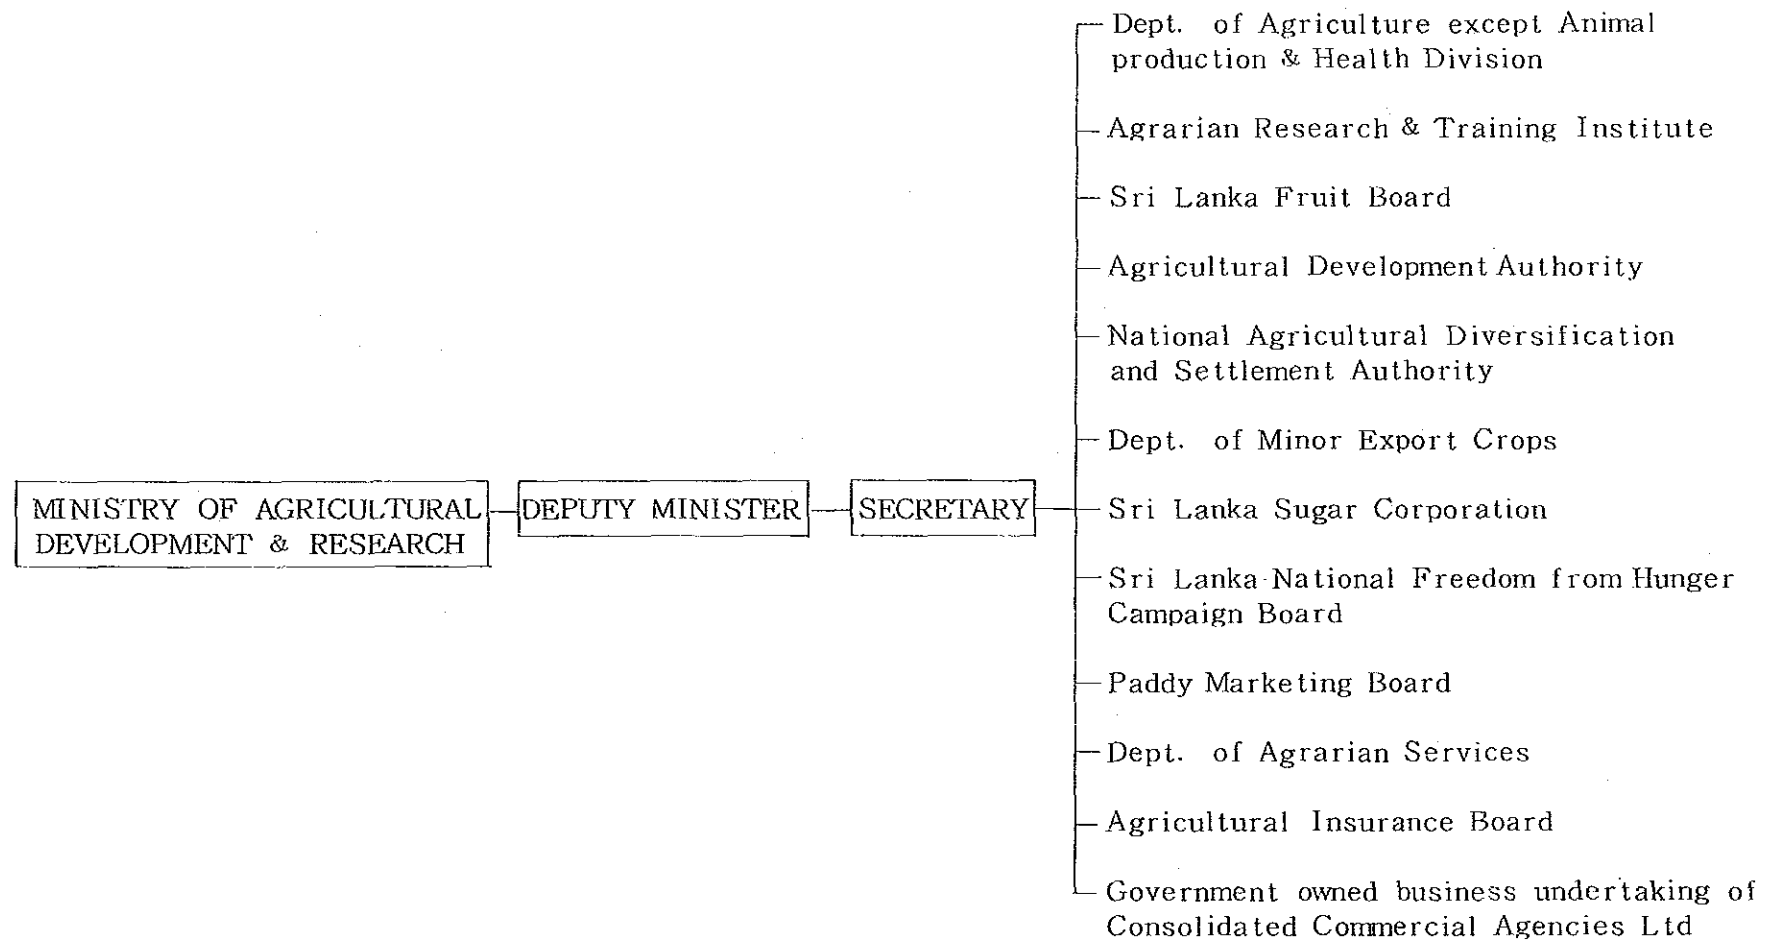 Dept. of Agriculture except Animal
production & Health Division
Agrarian Research & Training Institute
Sri Lanka Fruit Board
Agricultural Development Authority
National Agricultural Diversification
and Settlement Authority
Dept. of Minor Export Crops
MINISTRY OF AGRICULTURAL
DEVELOPMENT & RESEARCH
DEPUTY MINISTER
SECRETARY
Sri Lanka Sugar Corporation
Sri Lanka National Freedom from Hunger
Campaign Board
Paddy Marketing Board
Dept. of Agrarian Services
Agricultural Insurance Board
Government owned business undertaking of
Consolidated Commercial Agencies Ltd